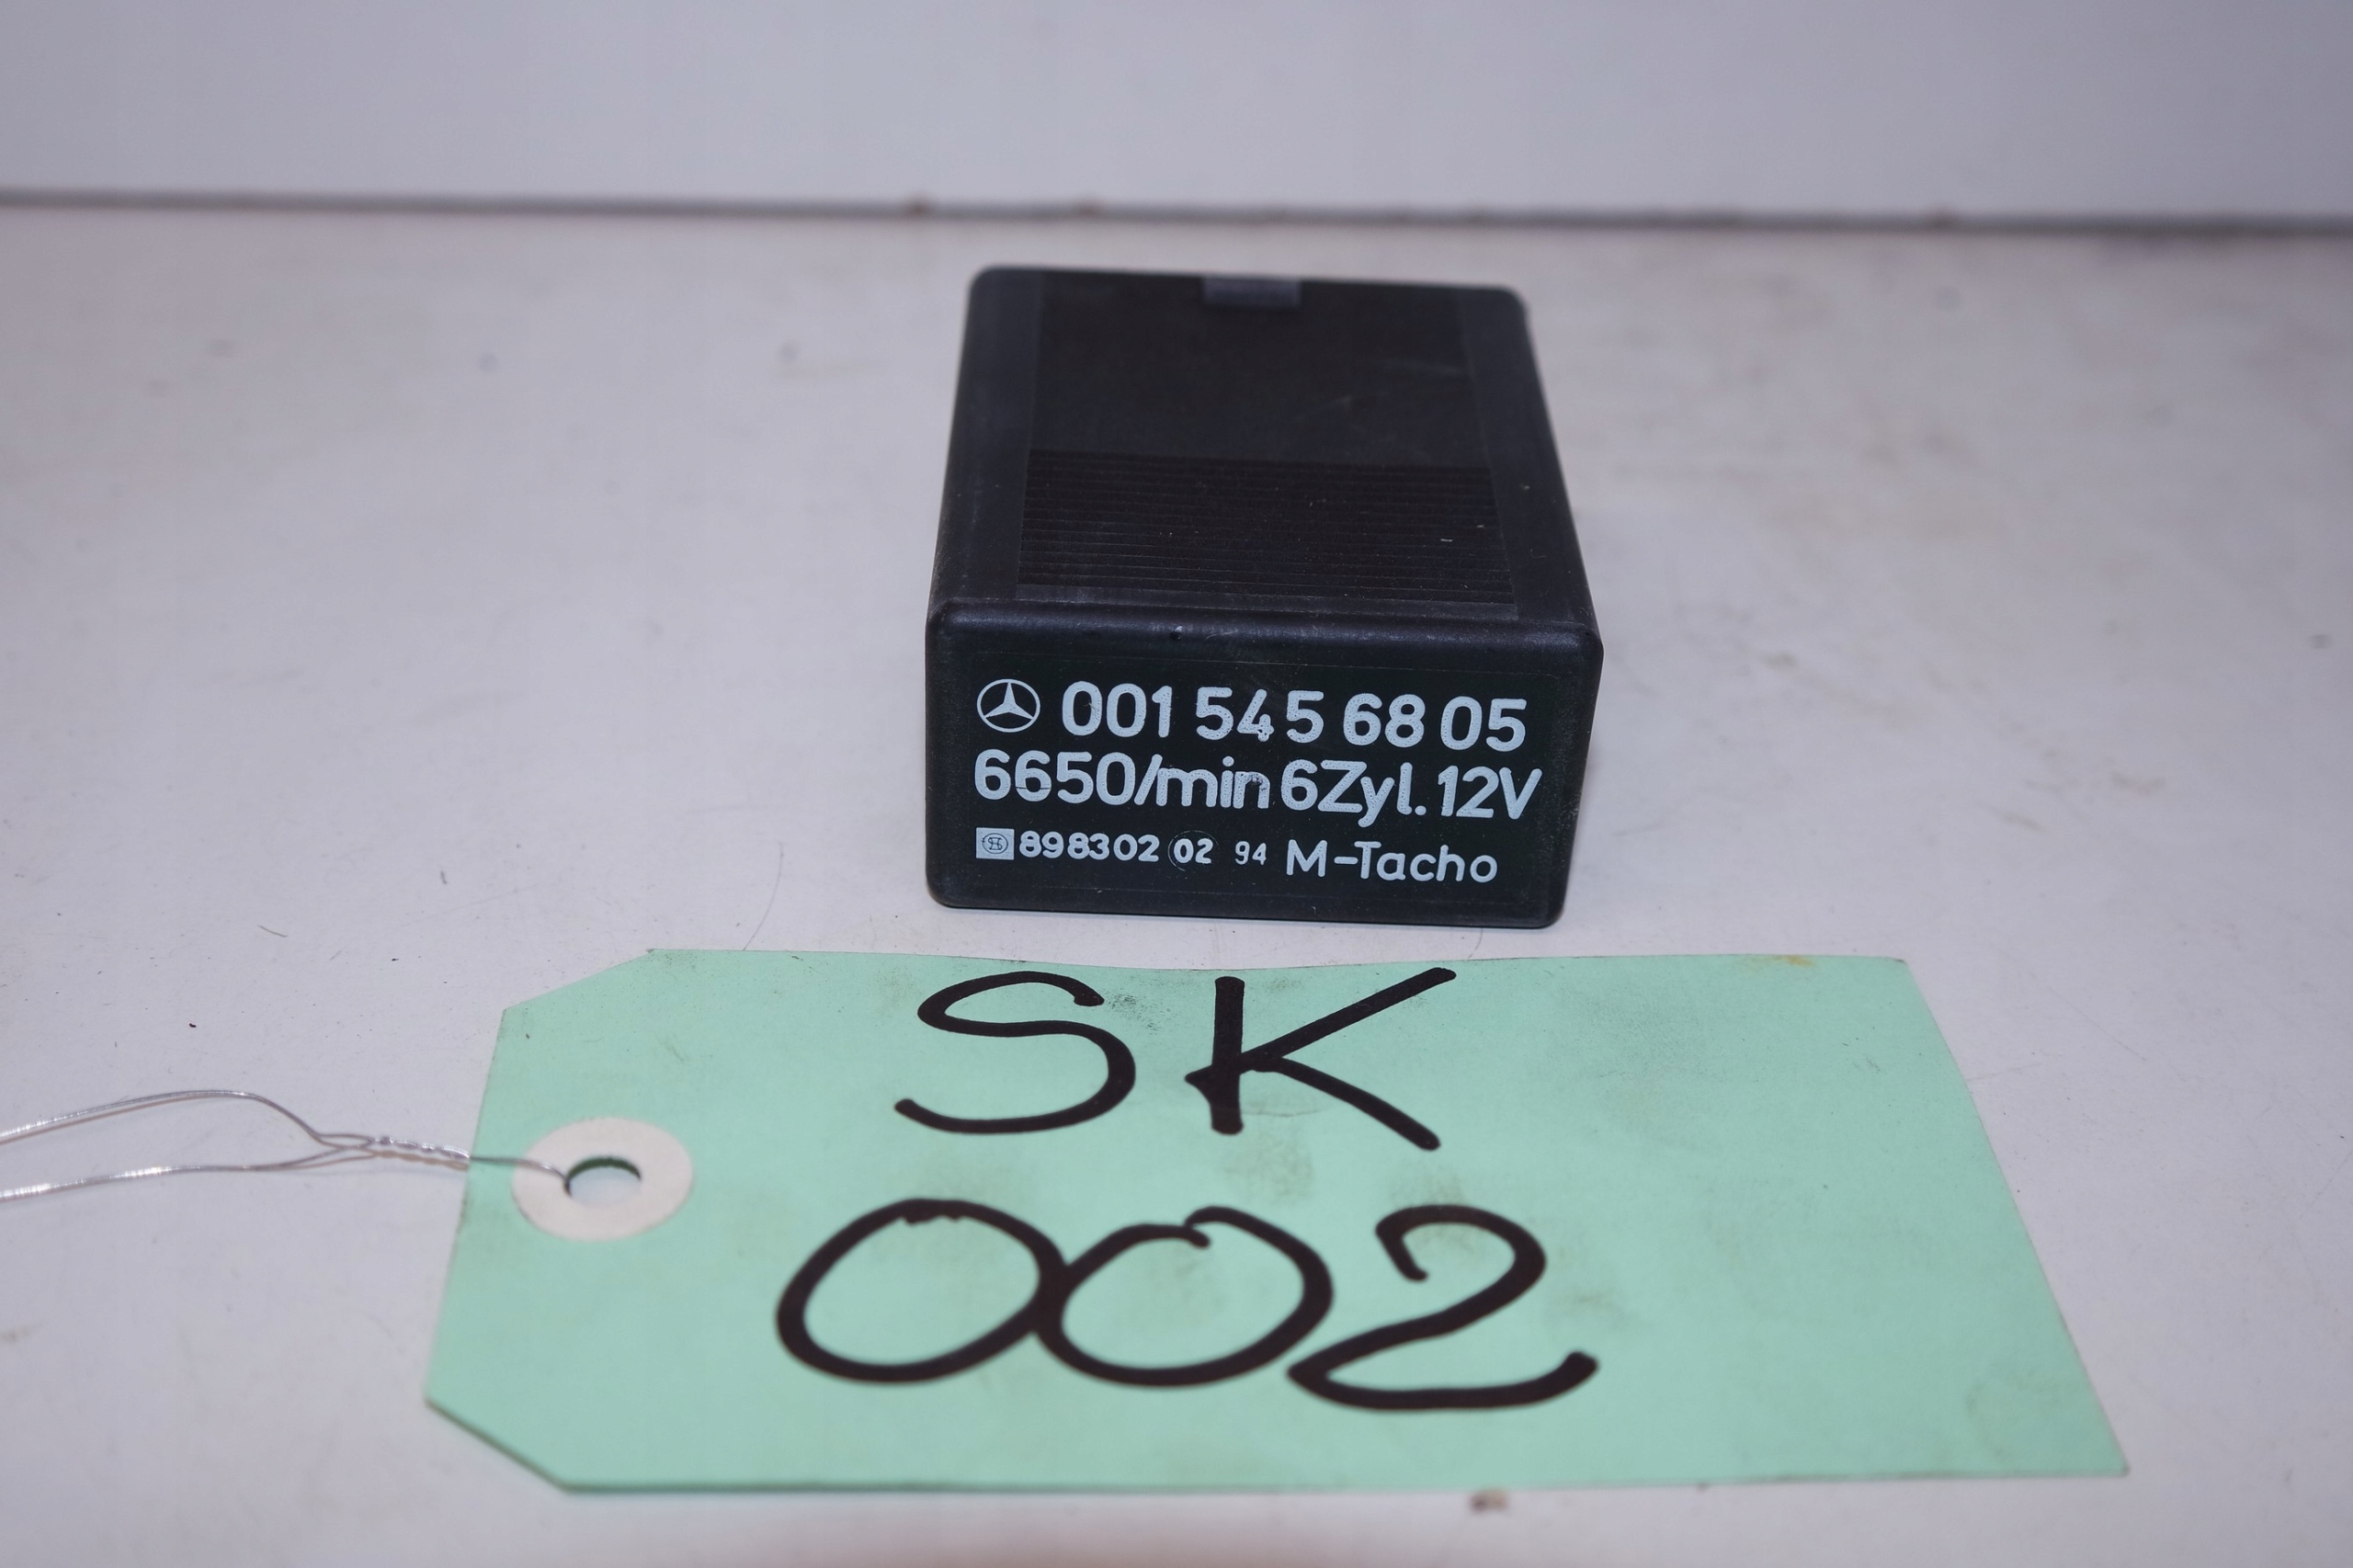 001 545 68 05
6650/min 6Zyl. 12V
898302 02 94 M-Tacho
SK
002